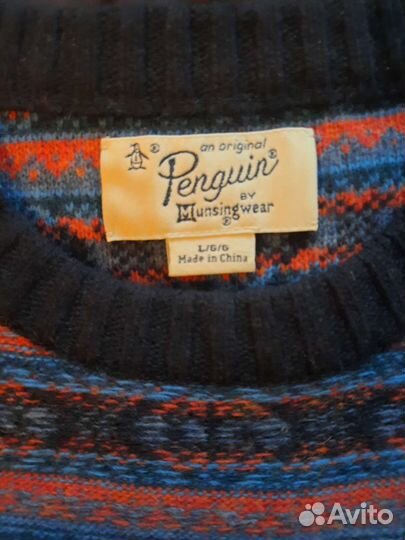 an original
Penguin®
BY
Munsingwear®
L/G/G
Made in China
Avito